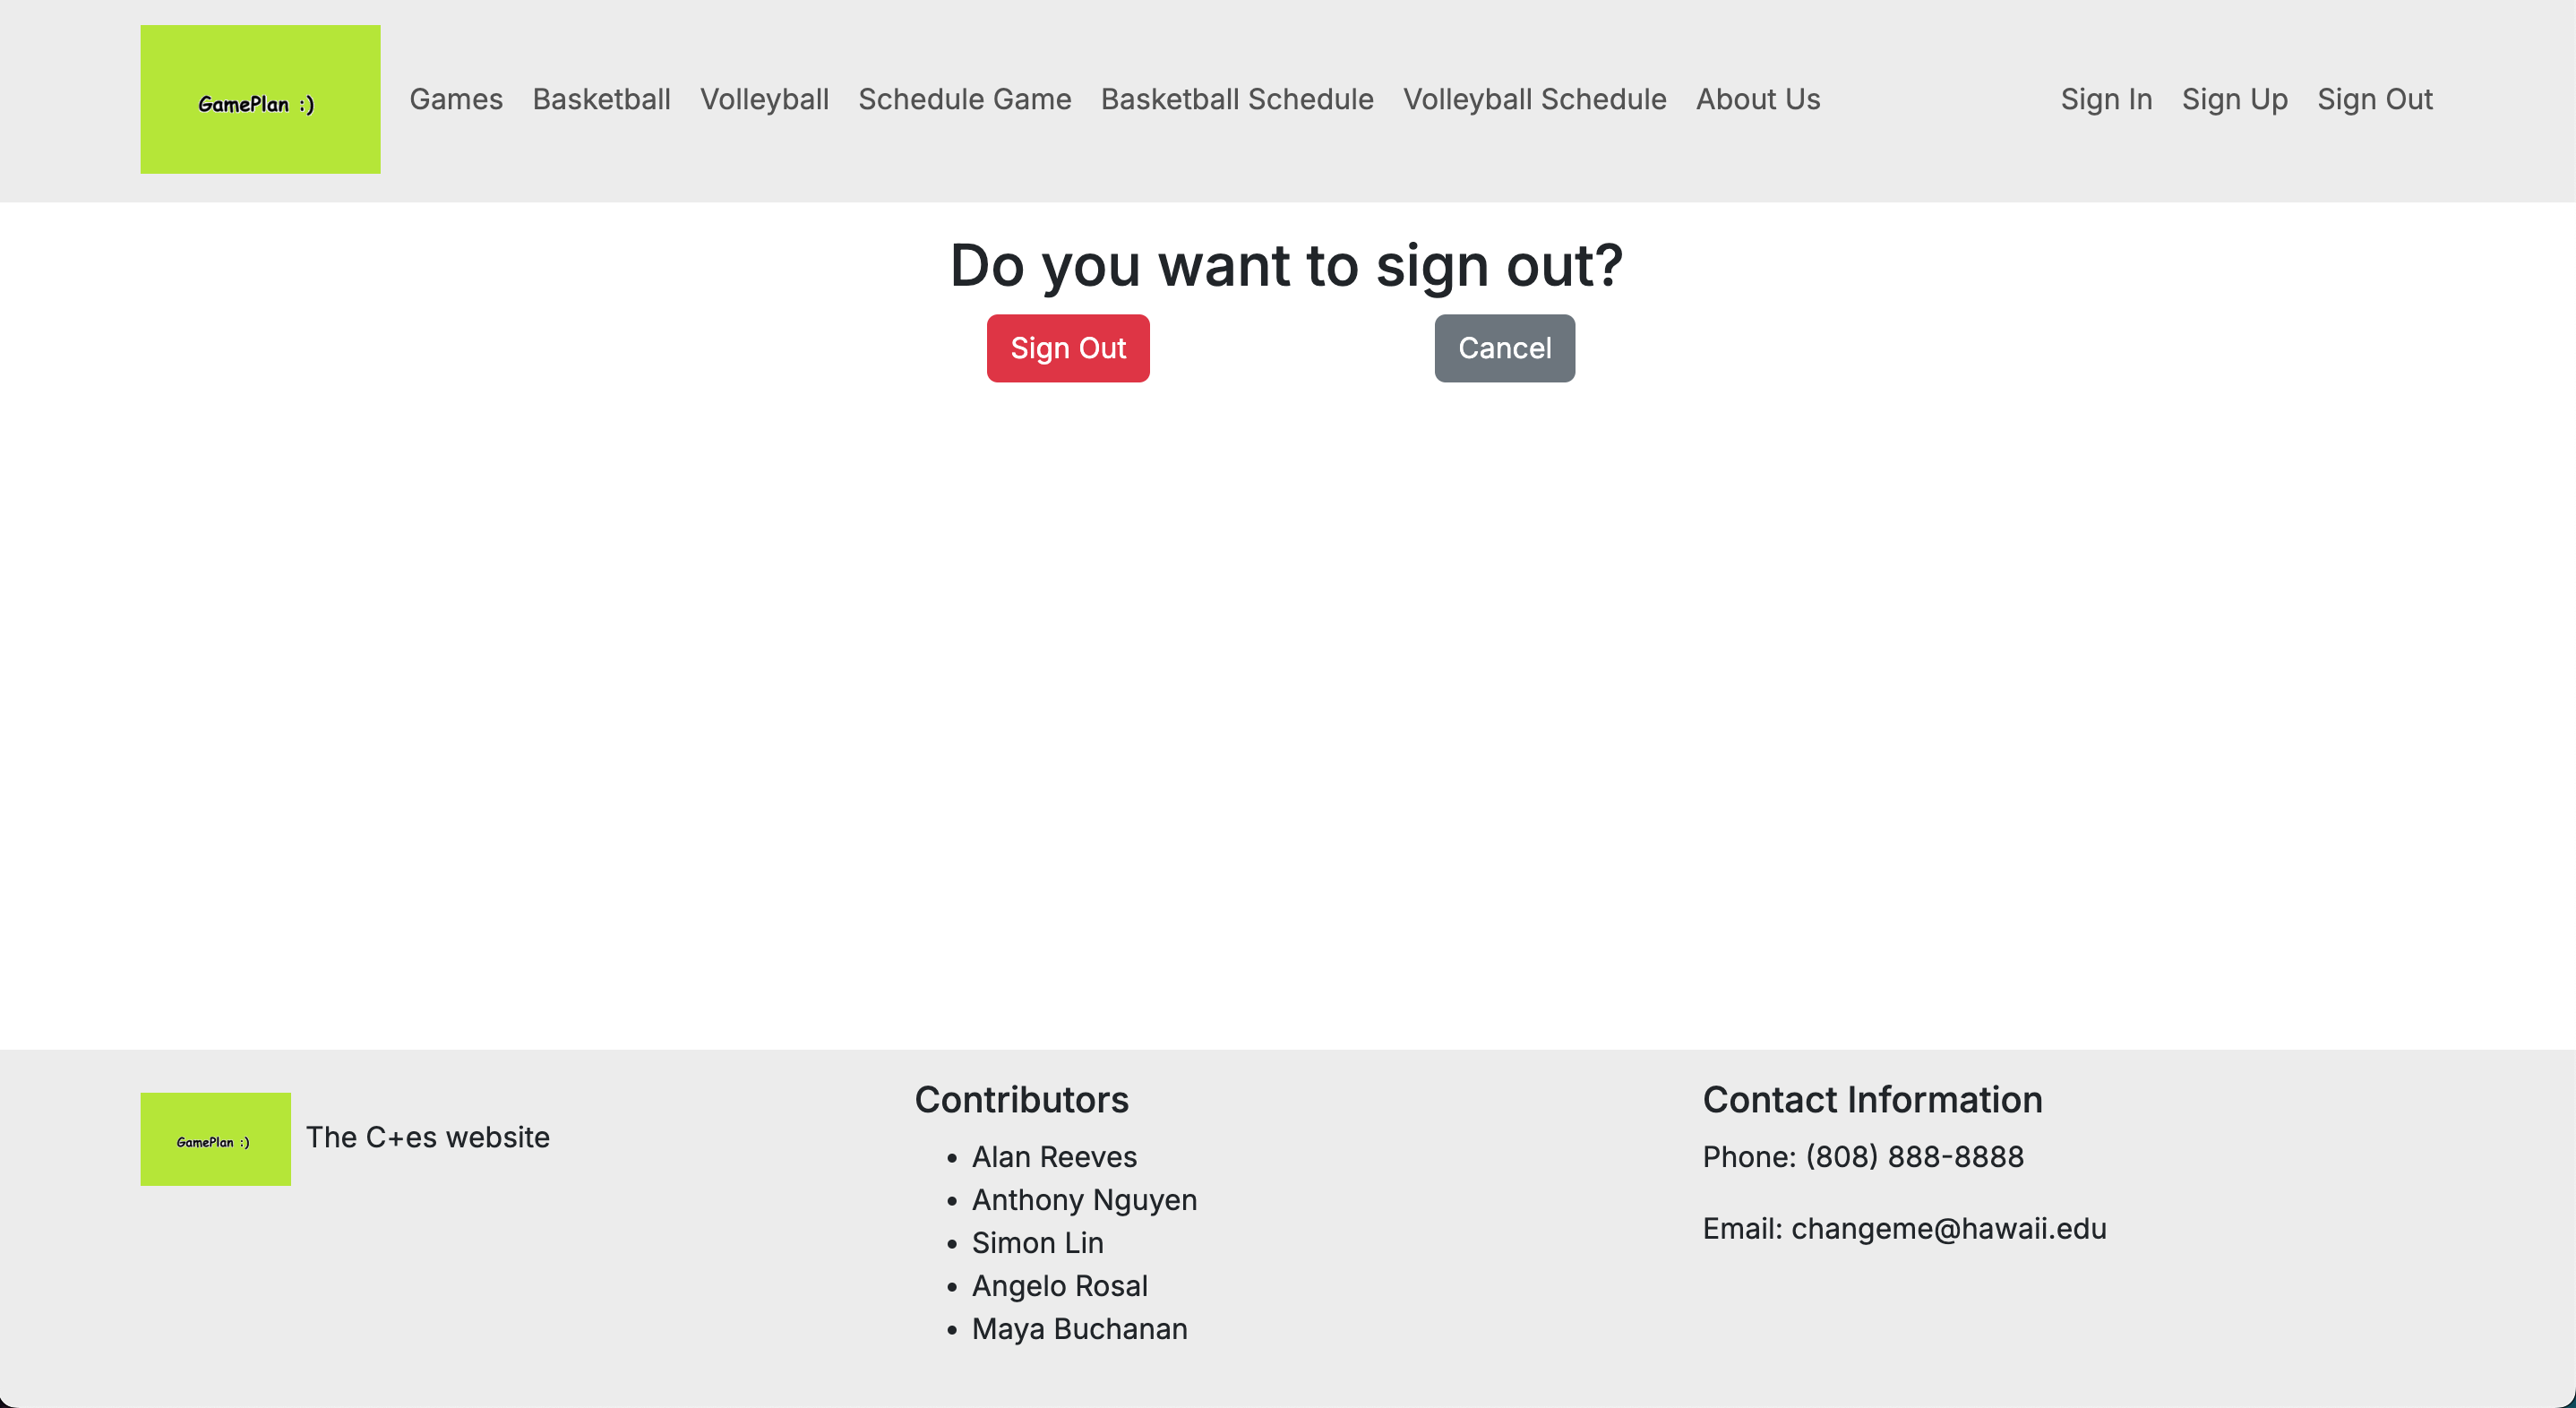 GamePlan :)
Games Basketball Volleyball Schedule Game Basketball Schedule Volleyball Schedule About Us Sign In Sign Up Sign Out
Do you want to sign out?
Sign Out Cancel
GamePlan :)
The C+es website
Contributors
• Alan Reeves
• Anthony Nguyen
• Simon Lin
• Angelo Rosal
• Maya Buchanan
Contact Information
Phone: (808) 888-8888
Email: changeme@hawaii.edu